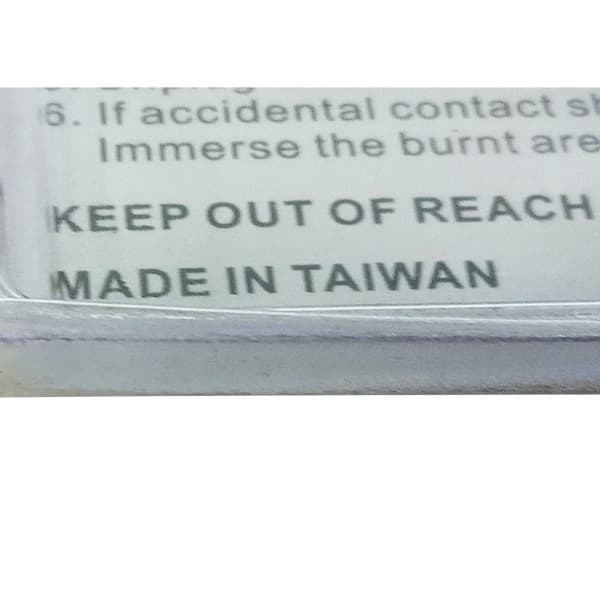 6. If accidental contact
Immerse the burnt
KEEP OUT OF REACH
MADE IN TAIWAN